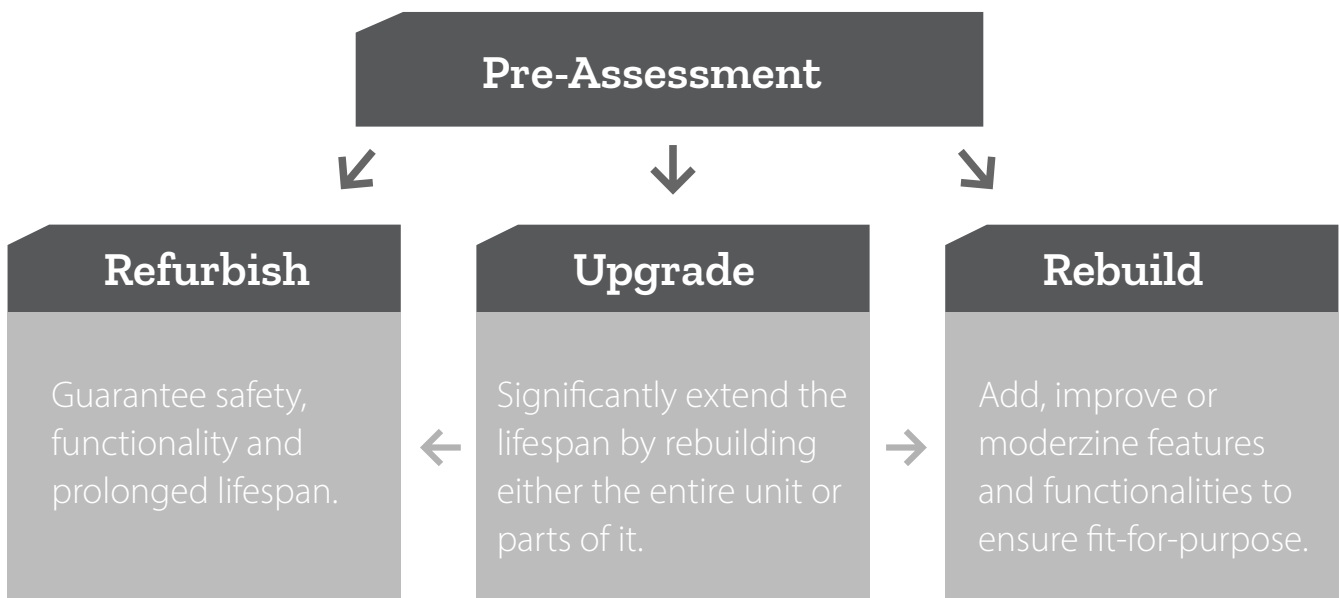 Pre-Assessment
Refurbish
Guarantee safety,
functionality and
prolonged lifespan.
Upgrade
Significantly extend the
lifespan by rebuilding
either the entire unit or
parts of it.
Rebuild
Add, improve or
moderzine features
and functionalities to
ensure fit-for-purpose.